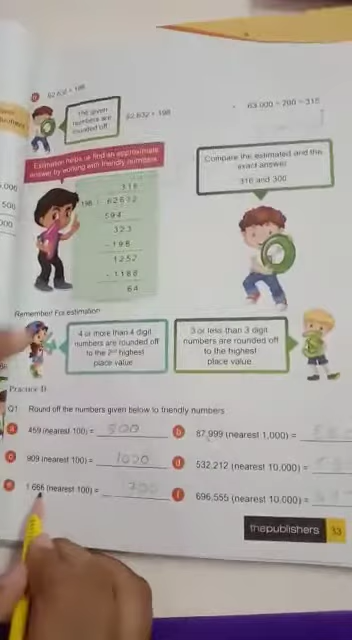 62,632 ÷ 198
The given
numbers are
rounded off
62,632 ÷ 198
63,000 ÷ 200 = 315
Estimation helps us find an approximate
answer by working with friendly numbers.
Compare the estimated and the
exact answer
316 and 300
316
198 62632
594
323
-198
1252
-1188
64
Remember! For estimation
4 or more than 4 digit
numbers are rounded off
to the 2nd highest
place value
3 or less than 3 digit
numbers are rounded off
to the highest
place value
Practice D
Q1. Round off the numbers given below to friendly numbers
a 459 (nearest 100) = 500
b 87,999 (nearest 1,000) =
c 909 (nearest 100) = 1000
d 532,212 (nearest 10,000) =
e (nearest 100) = 700
f 696,555 (nearest 10,000) =
thepublishers 33